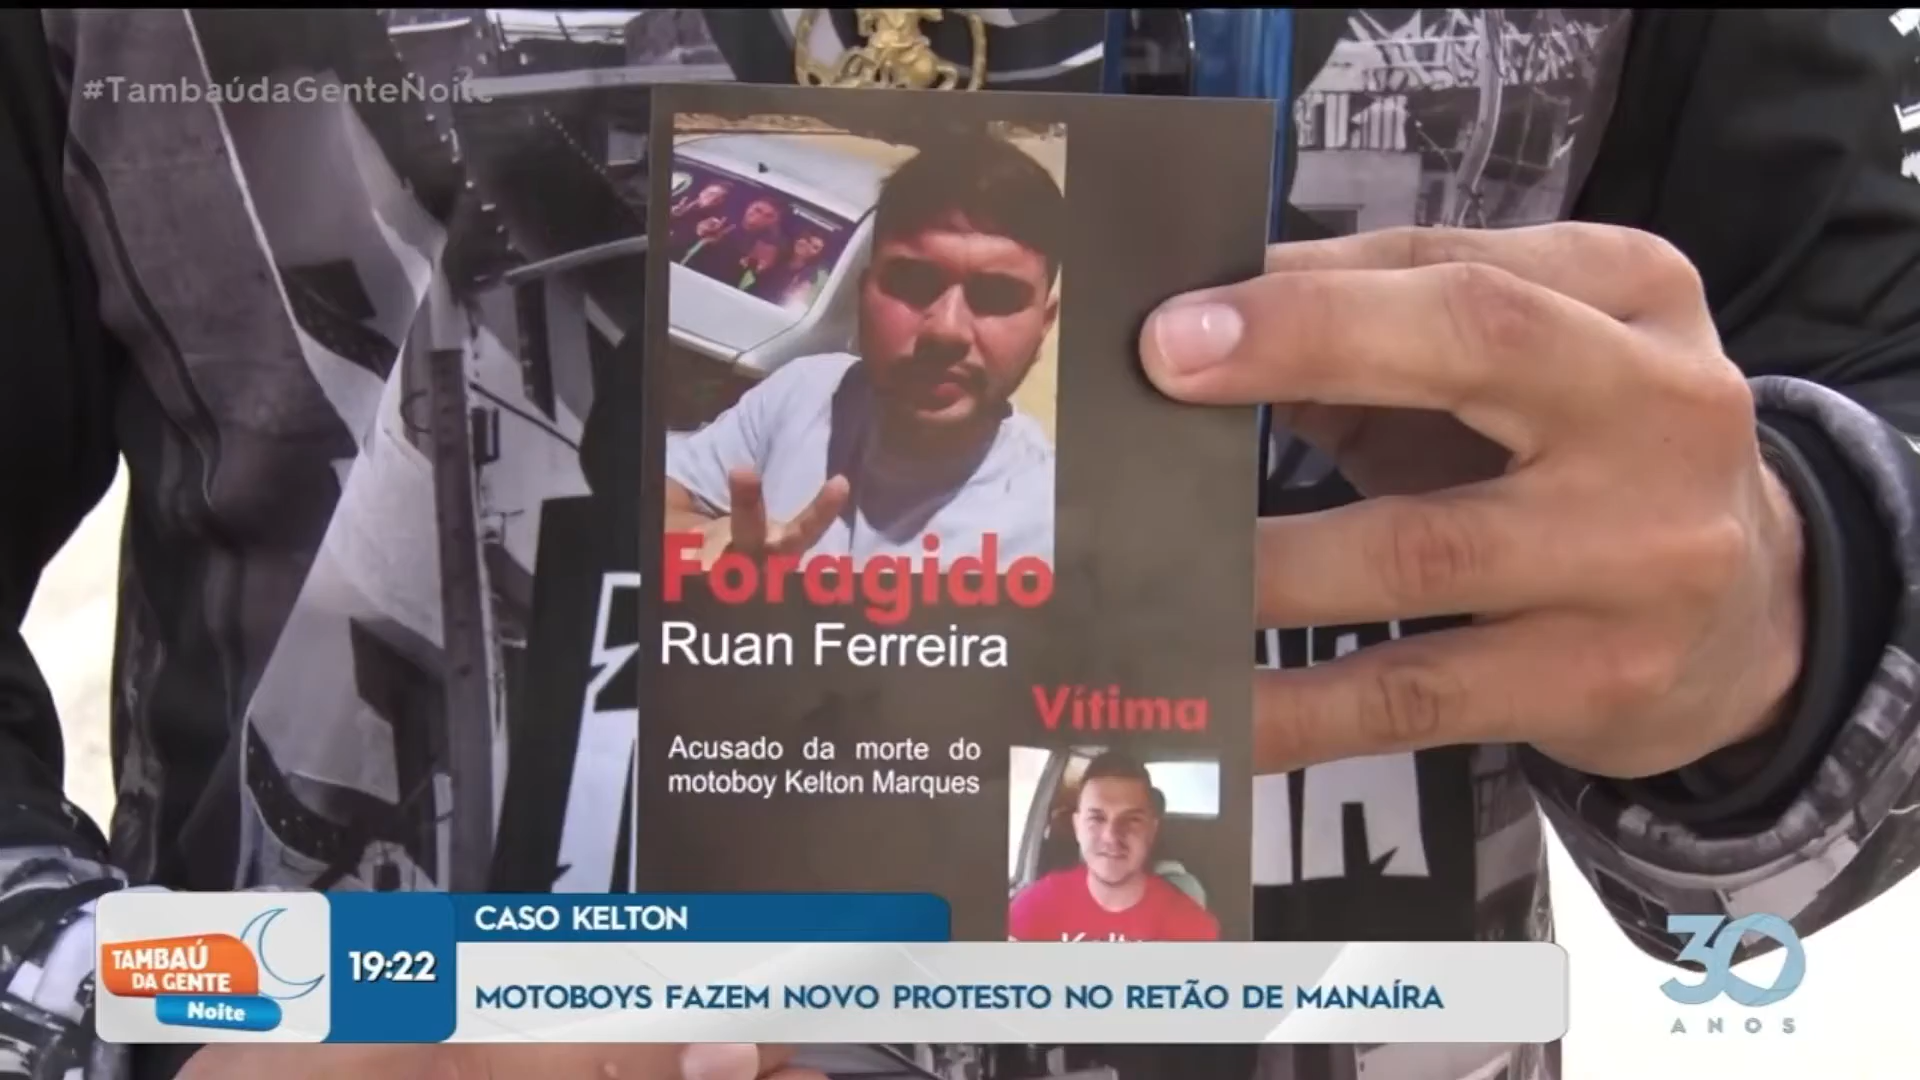 #TambaúdaGenteNoite
Foragido
Ruan Ferreira
Vítima
Acusado da morte do
motoboy Kelton Marques
CASO KELTON
TAMBAÚ
DA GENTE
Noite
19:22
MOTOBOYS FAZEM NOVO PROTESTO NO RETÃO DE MANAÍRA
30
ANOS